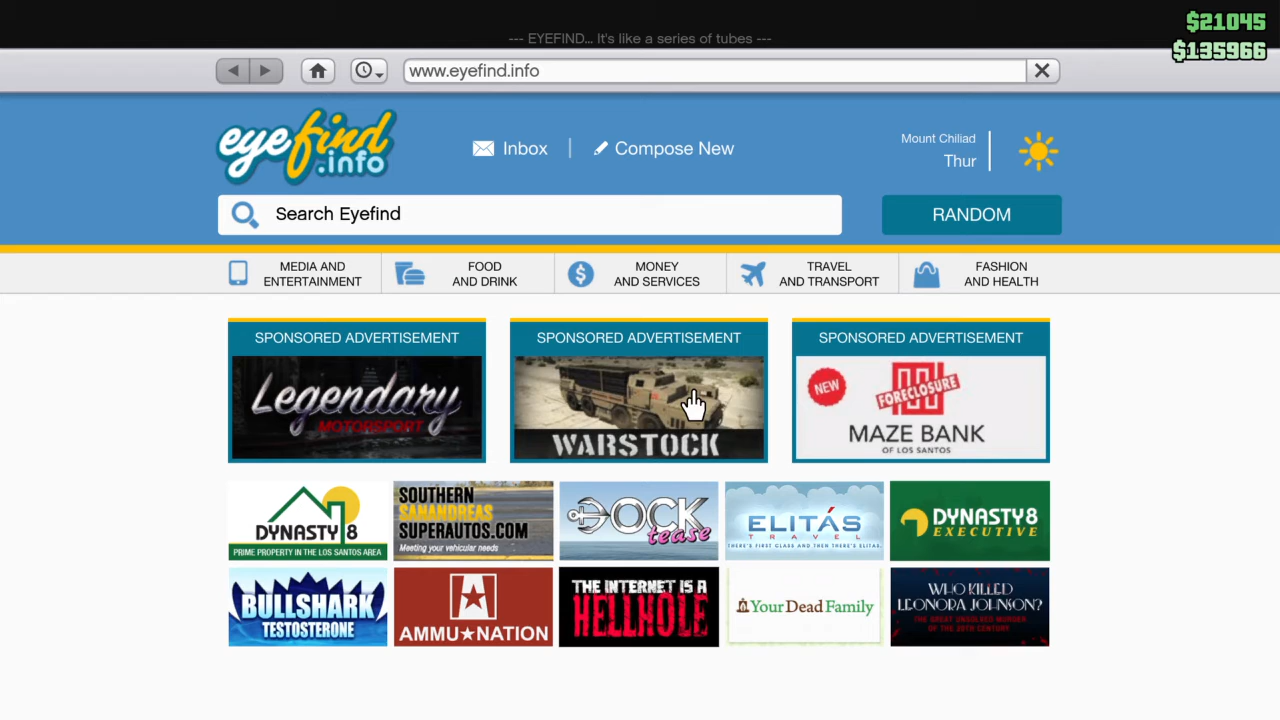 $21045
--- EYEFIND... It's like a series of tubes ---
$135966
www.eyefind.info
eyefind
.info
Inbox
Compose New
Mount Chiliad
Thur
Search Eyefind
RANDOM
MEDIA AND
ENTERTAINMENT
FOOD
AND DRINK
MONEY
AND SERVICES
TRAVEL
AND TRANSPORT
FASHION
AND HEALTH
SPONSORED ADVERTISEMENT
Legendary
MOTORSPORT
SPONSORED ADVERTISEMENT
WARSTOCK
SPONSORED ADVERTISEMENT
NEW
FORECLOSURE
MAZE BANK
OF LOS SANTOS
DYNASTY 8
PRIME PROPERTY IN THE LOS SANTOS AREA
SOUTHERN
SANANDREAS
SUPERAUTOS.COM
Meeting your vehicular needs
DOCK
tease
ELITÁS
TRAVEL
THERE'S FIRST CLASS AND THEN THERE'S ELITAS.
DYNASTY 8
EXECUTIVE
BULLSHARK
TESTOSTERONE
AMMU★NATION
THE INTERNET IS A
HELLHOLE
YourDeadFamily
WHO KILLED
LEONORA JOHNSON?
THE GREAT UNSOLVED MURDER
OF THE 20TH CENTURY